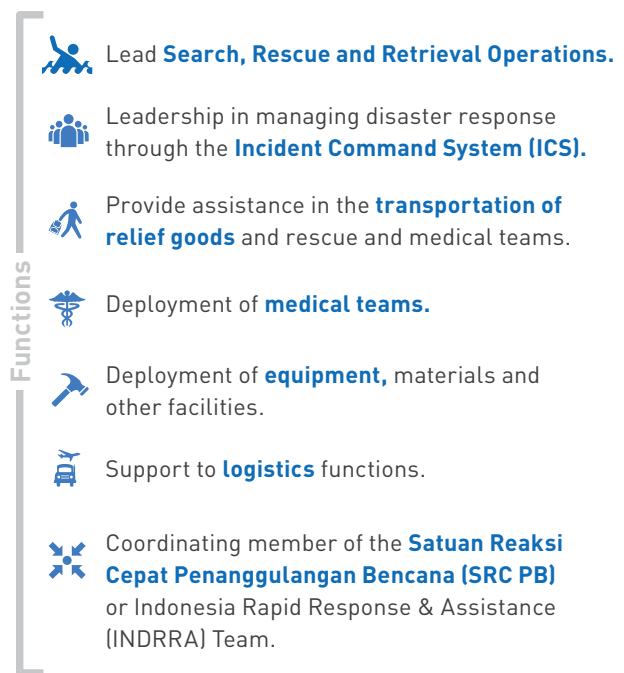 Functions
Lead Search, Rescue and Retrieval Operations.
Leadership in managing disaster response
through the Incident Command System (ICS).
Provide assistance in the transportation of
relief goods and rescue and medical teams.
Deployment of medical teams.
Deployment of equipment, materials and
other facilities.
Support to logistics functions.
Coordinating member of the Satuan Reaksi
Cepat Penanggulangan Bencana (SRC PB)
or Indonesia Rapid Response & Assistance
(INDRRA) Team.